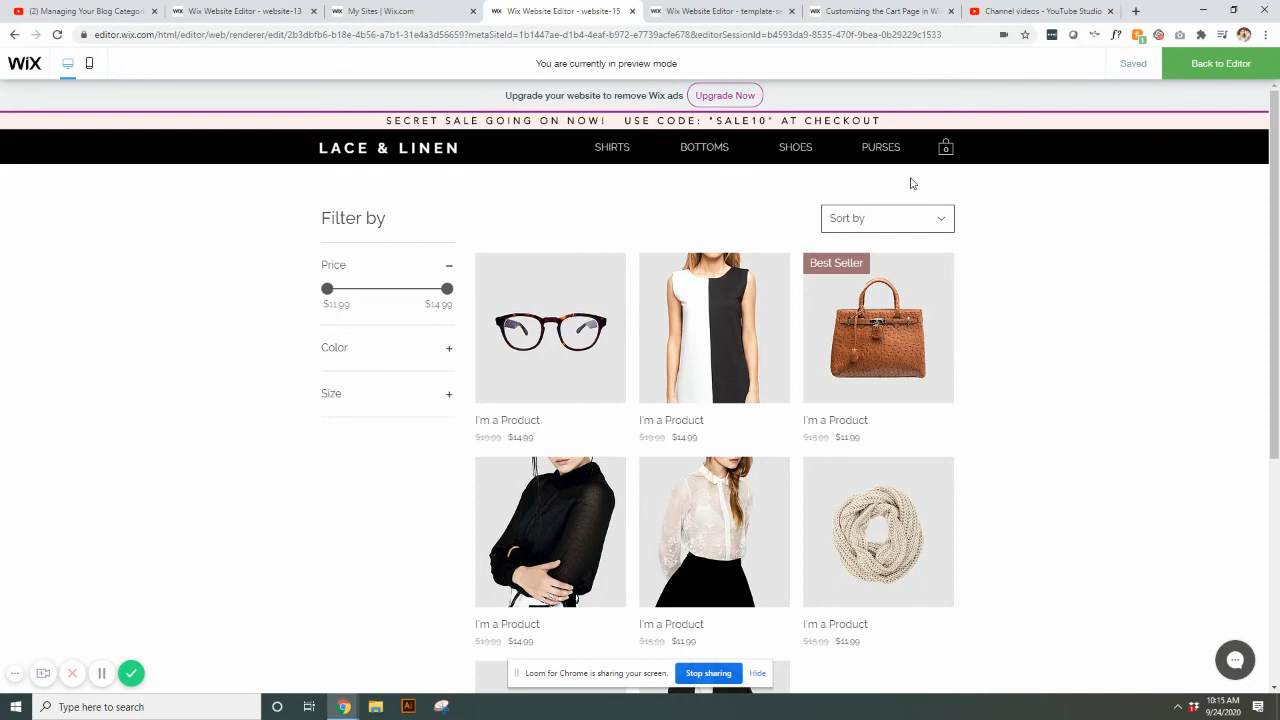 (2) Managing Your Blog Categori
Wix Website Editor - website-13
My Sites | Wix.com
Wix Website Editor - website-15
Wix Website Editor - template-se
Customizing the Cart Page in Wi
Channel videos - YouTube Studio
editor.wix.com/html/editor/web/renderer/edit/2b3dbfb6-b18e-4b56-a7b1-31e4a3d56659?metaSiteId=1b1447ae-d1b4-4eaf-b972-e7739acfe678&editorSessionId=b4593da9-8535-470f-9bea-0b29229c1533
WiX
You are currently in preview mode
Saved
Back to Editor
Upgrade your website to remove Wix ads
Upgrade Now
SECRET SALE GOING ON NOW! USE CODE: "SALE10" AT CHECKOUT
LACE & LINEN
SHIRTS
BOTTOMS
SHOES
PURSES
0
Filter by
Sort by
Price
$11.99
$14.99
Color
Size
Best Seller
I'm a Product
$19.99 $14.99
I'm a Product
$19.99 $14.99
I'm a Product
$15.99 $11.99
I'm a Product
$19.99 $14.99
I'm a Product
$15.99 $11.99
I'm a Product
$15.99 $11.99
Loom for Chrome is sharing your screen.
Stop sharing
Hide
Type here to search
10:15 AM
9/24/2020